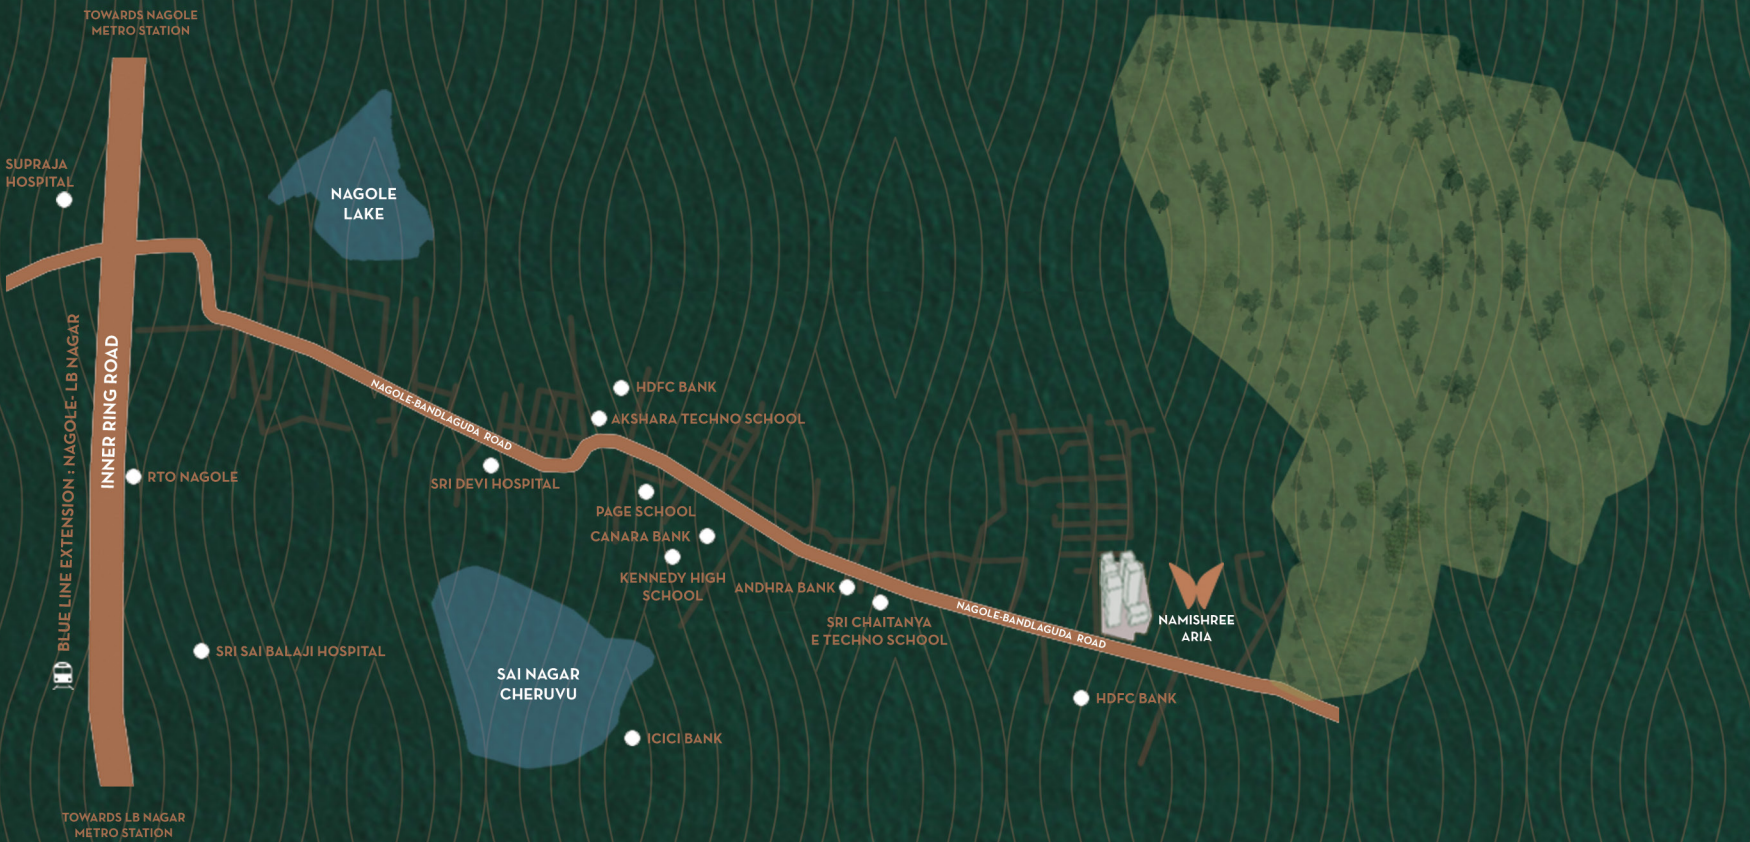 TOWARDS NAGOLE
METRO STATION
SUPRAJA
HOSPITAL
NAGOLE
LAKE
BLUE LINE EXTENSION : NAGOLE- LB NAGAR
INNER RING ROAD
NAGOLE-BANDLAGUDA ROAD
HDFC BANK
AKSHARA TECHNO SCHOOL
RTO NAGOLE
SRI DEVI HOSPITAL
PAGE SCHOOL
CANARA BANK
KENNEDY HIGH
SCHOOL
ANDHRA BANK
SRI CHAITANYA
E TECHNO SCHOOL
NAGOLE-BANDLAGUDA ROAD
NAMISHREE
ARIA
SRI SAI BALAJI HOSPITAL
SAI NAGAR
CHERUVU
HDFC BANK
ICICI BANK
TOWARDS LB NAGAR
METRO STATION